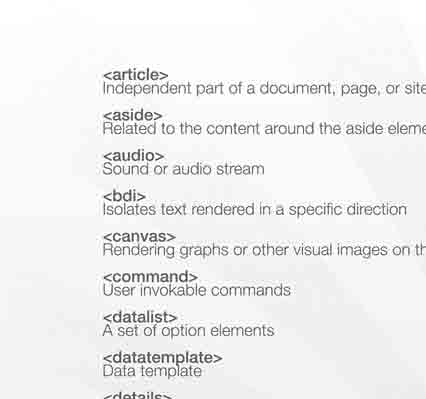 <article>
Independent part of a document, page, or site
<aside>
Related to the content around the aside eleme
<audio>
Sound or audio stream
<bdi>
Isolates text rendered in a specific direction
<canvas>
Rendering graphs or other visual images on th
<command>
User invokable commands
<datalist>
A set of option elements
<datatemplate>
Data template
<details>